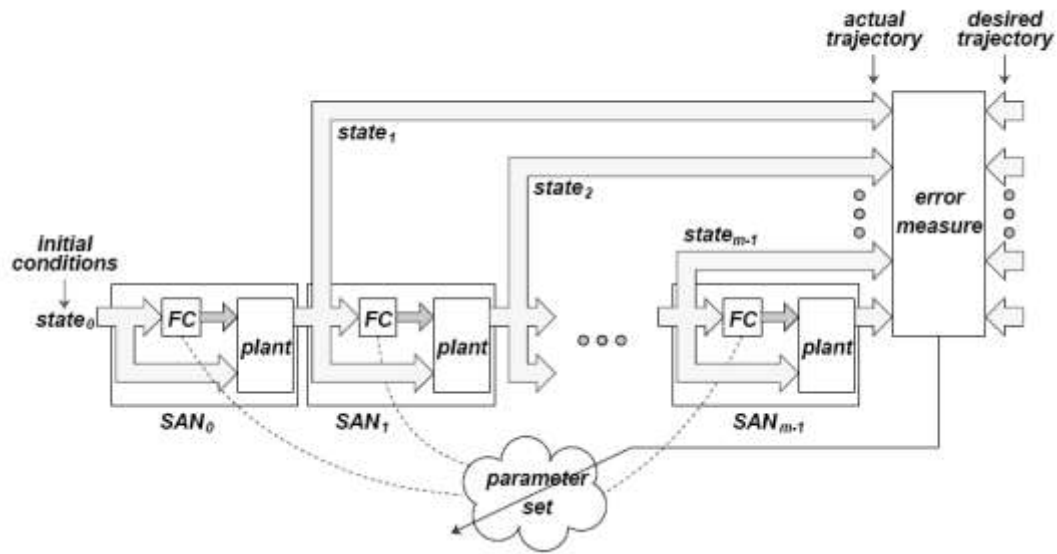 actual
trajectory
desired
trajectory
state1
state2
error
measure
statem-1
initial
conditions
state0
FC
plant
FC
plant
FC
plant
SAN0
SAN1
SANm-1
parameter
set